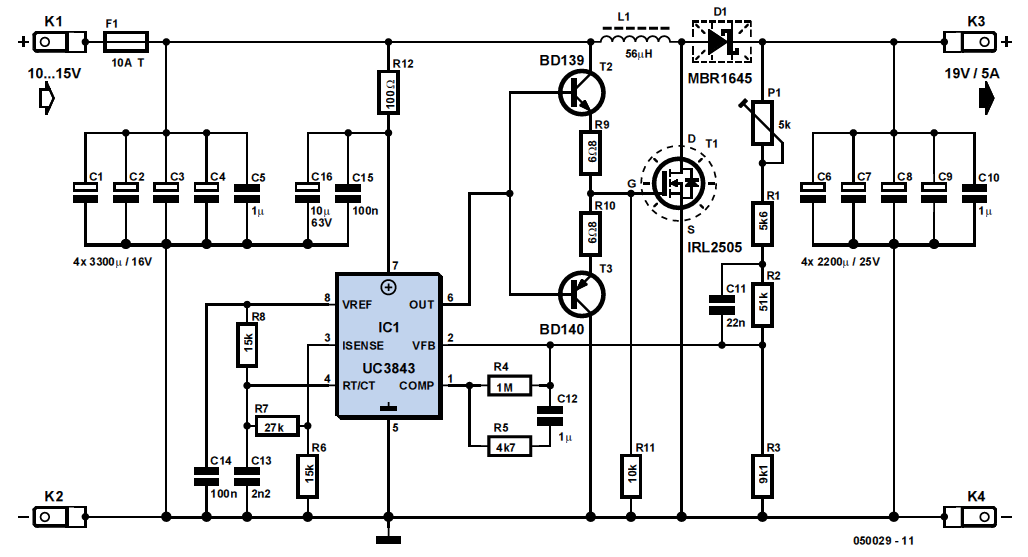 K1
F1
10A T
10...15V
R12
100Ω
BD139
T2
L1
56µH
D1
MBR1645
K3
19V / 5A
P1
5k
R9
6Ω8
D
T1
G
S
IRL2505
R10
6Ω8
T3
BD140
C1
C2
C3
C4
C5
1µ
4x 3300µ / 16V
C16
10µ
63V
C15
100n
R1
5k6
C11
22n
R2
51k
C6
C7
C8
C9
C10
1µ
4x 2200µ / 25V
7
8
VREF
OUT
6
IC1
3
ISENSE
VFB
2
UC3843
4
RT/CT
COMP
1
5
R8
15k
R7
27k
R6
15k
C14
100n
C13
2n2
R4
1M
R5
4k7
C12
1µ
R11
10k
R3
9k1
K2
K4
050029 - 11